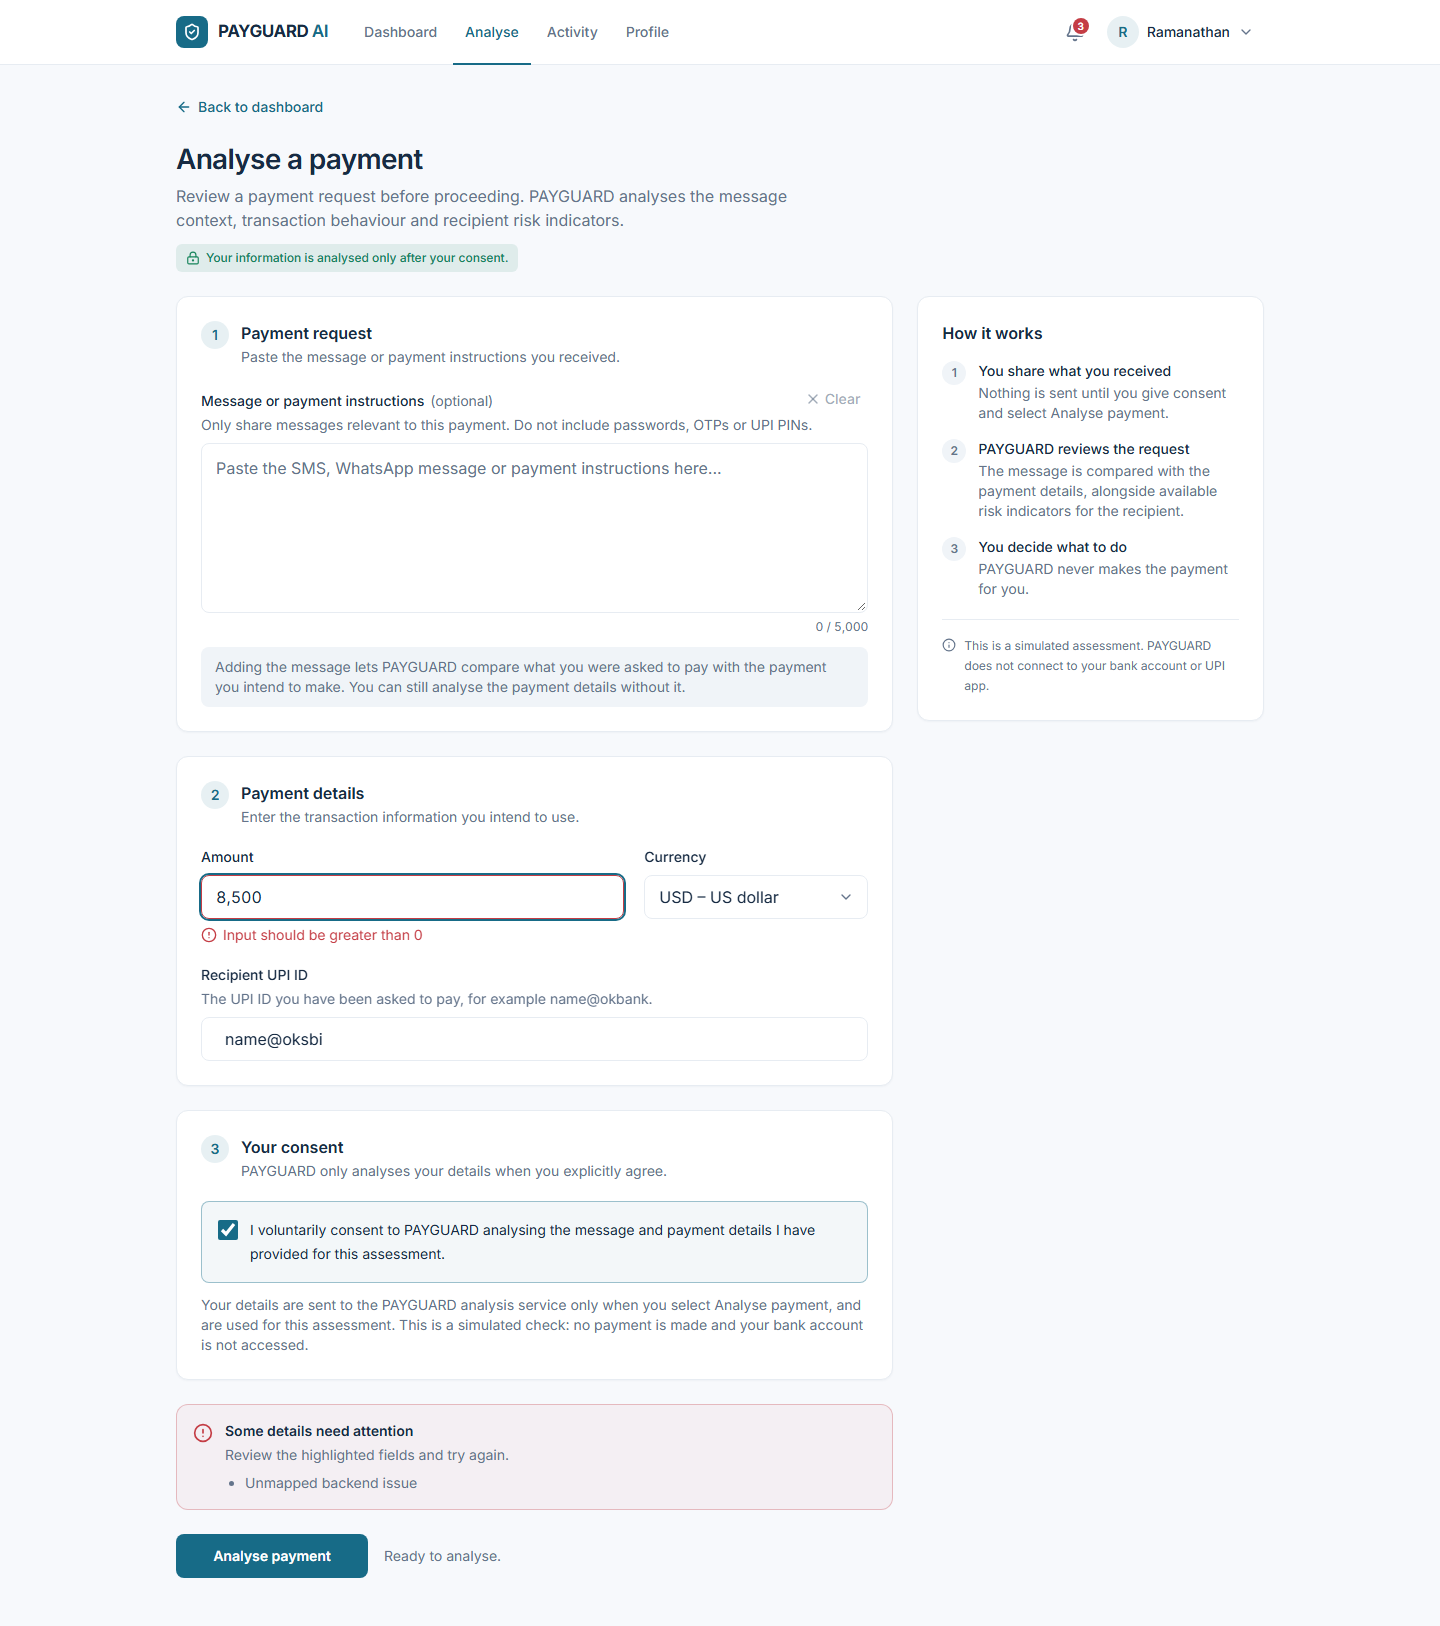 PAYGUARD AI
Dashboard
Analyse
Activity
Profile
3
R
Ramanathan
Back to dashboard
Analyse a payment
Review a payment request before proceeding. PAYGUARD analyses the message
context, transaction behaviour and recipient risk indicators.
Your information is analysed only after your consent.
1
Payment request
Paste the message or payment instructions you received.
Message or payment instructions (optional)
Clear
Only share messages relevant to this payment. Do not include passwords, OTPs or UPI PINs.
Paste the SMS, WhatsApp message or payment instructions here...
0 / 5,000
Adding the message lets PAYGUARD compare what you were asked to pay with the payment
you intend to make. You can still analyse the payment details without it.
How it works
1
You share what you received
Nothing is sent until you give consent
and select Analyse payment.
2
PAYGUARD reviews the request
The message is compared with the
payment details, alongside available
risk indicators for the recipient.
3
You decide what to do
PAYGUARD never makes the payment
for you.
This is a simulated assessment. PAYGUARD
does not connect to your bank account or UPI
app.
2
Payment details
Enter the transaction information you intend to use.
Amount
Currency
8,500
USD – US dollar
Input should be greater than 0
Recipient UPI ID
The UPI ID you have been asked to pay, for example name@okbank.
name@oksbi
3
Your consent
PAYGUARD only analyses your details when you explicitly agree.
I voluntarily consent to PAYGUARD analysing the message and payment details I have
provided for this assessment.
Your details are sent to the PAYGUARD analysis service only when you select Analyse payment, and
are used for this assessment. This is a simulated check: no payment is made and your bank account
is not accessed.
Some details need attention
Review the highlighted fields and try again.
• Unmapped backend issue
Analyse payment
Ready to analyse.